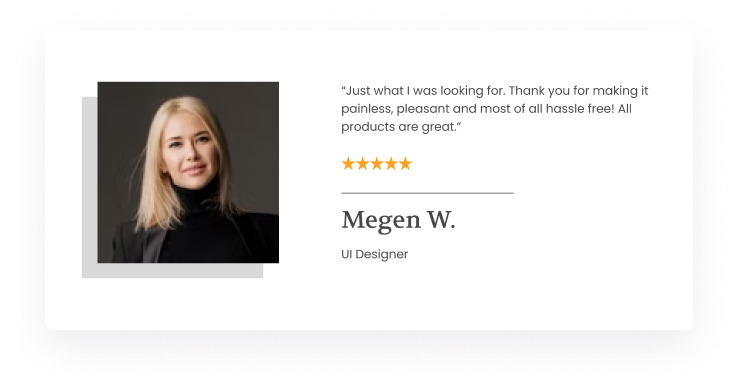 “Just what I was looking for. Thank you for making it
painless, pleasant and most of all hassle free! All
products are great.”
★★★★★
Megen W.
UI Designer